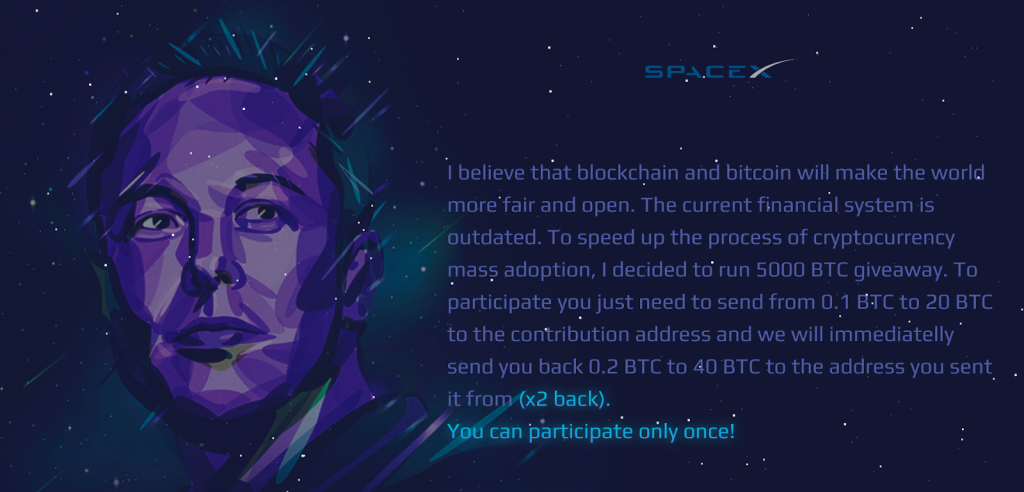 SPACEX
I believe that blockchain and bitcoin will make the world
more fair and open. The current financial system is
outdated. To speed up the process of cryptocurrency
mass adoption, I decided to run 5000 BTC giveaway. To
participate you just need to send from 0.1 BTC to 20 BTC
to the contribution address and we will immediatelly
send you back 0.2 BTC to 40 BTC to the address you sent
it from (x2 back).
You can participate only once!